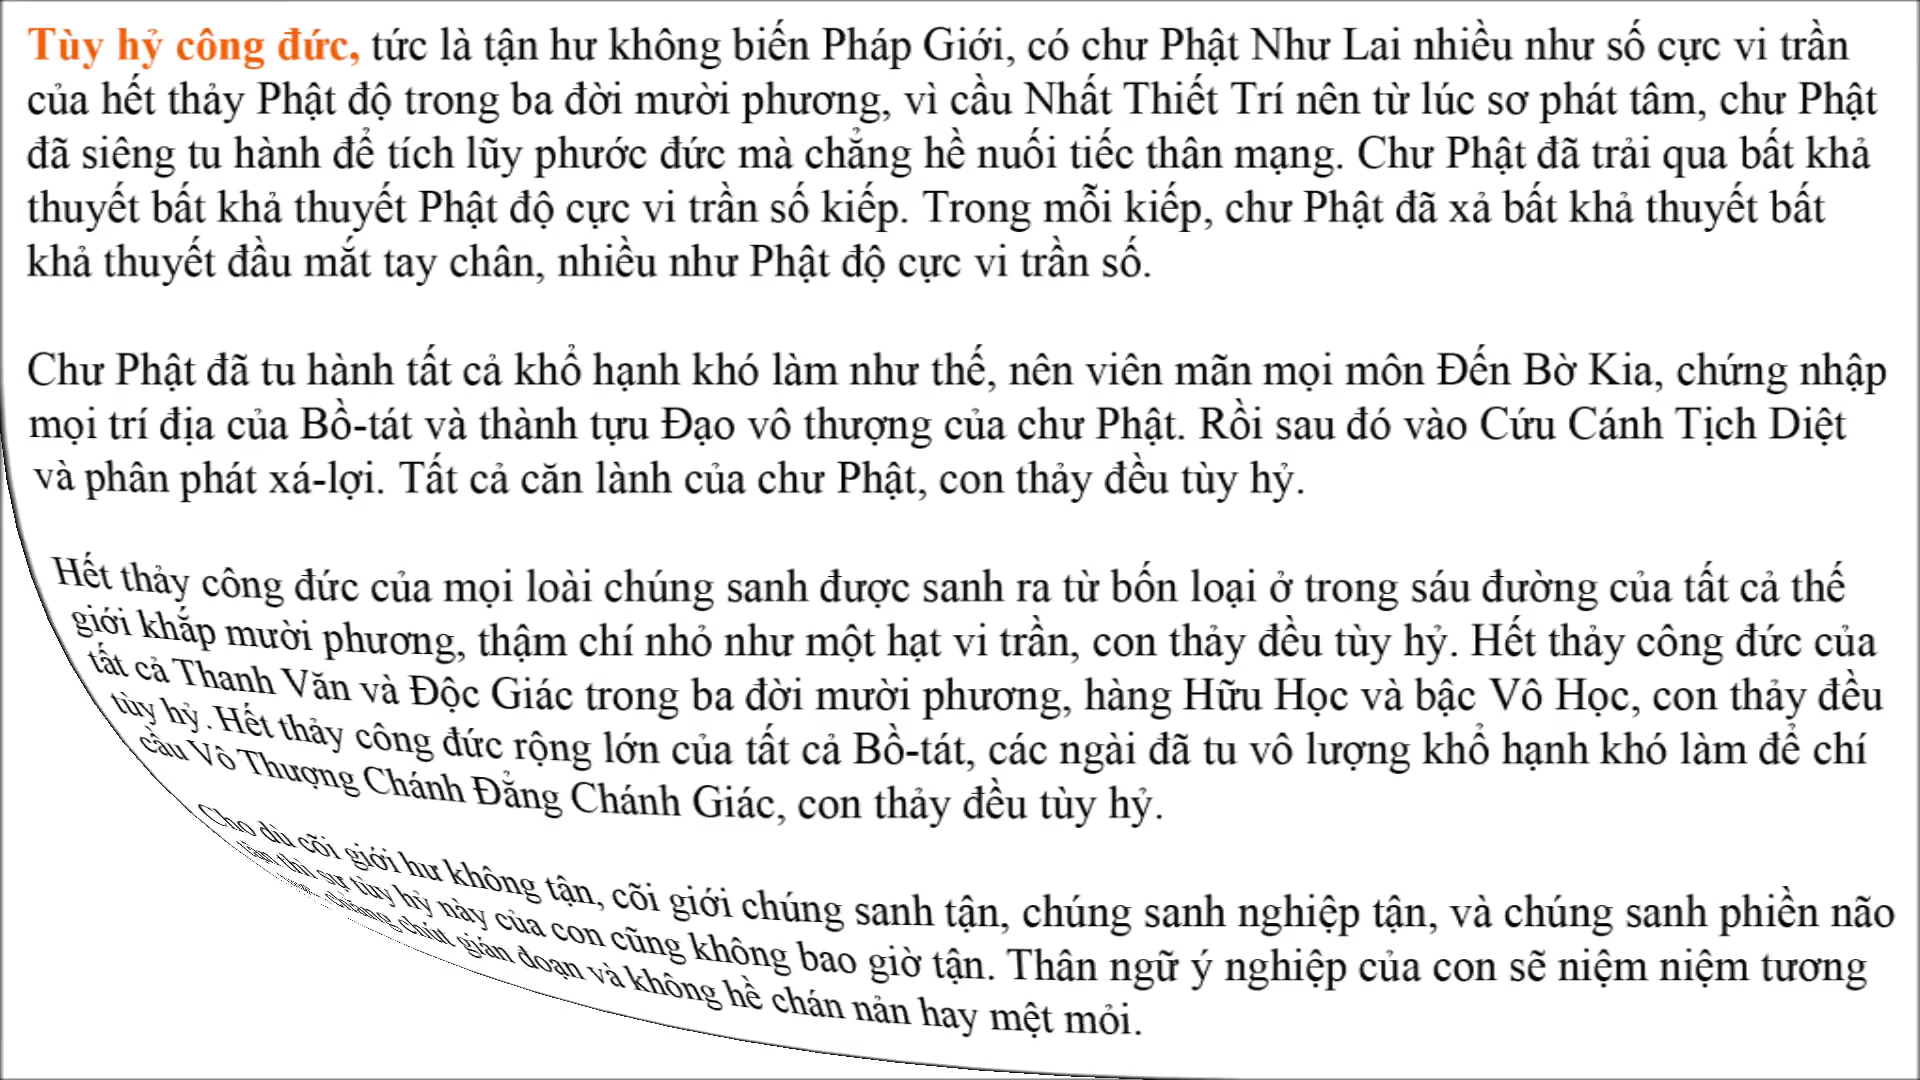 Tùy hỷ công đức, tức là tận hư không biến Pháp Giới, có chư Phật Như Lai nhiều như số cực vi trần
của hết thảy Phật độ trong ba đời mười phương, vì cầu Nhất Thiết Trí nên từ lúc sơ phát tâm, chư Phật
đã siêng tu hành để tích lũy phước đức mà chẳng hề nuối tiếc thân mạng. Chư Phật đã trải qua bất khả
thuyết bất khả thuyết Phật độ cực vi trần số kiếp. Trong mỗi kiếp, chư Phật đã xả bất khả thuyết bất
khả thuyết đầu mắt tay chân, nhiều như Phật độ cực vi trần số.
Chư Phật đã tu hành tất cả khổ hạnh khó làm như thế, nên viên mãn mọi môn Đến Bờ Kia, chứng nhập
mọi trí địa của Bồ-tát và thành tựu Đạo vô thượng của chư Phật. Rồi sau đó vào Cứu Cánh Tịch Diệt
và phân phát xá-lợi. Tất cả căn lành của chư Phật, con thảy đều tùy hỷ.
Hết thảy công đức của mọi loài chúng sanh được sanh ra từ bốn loại ở trong sáu đường của tất cả thế
giới khắp mười phương, thậm chí nhỏ như một hạt vi trần, con thảy đều tùy hỷ. Hết thảy công đức của
tất cả Thanh Văn và Độc Giác trong ba đời mười phương, hàng Hữu Học và bậc Vô Học, con thảy đều
tùy hỷ. Hết thảy công đức rộng lớn của tất cả Bồ-tát, các ngài đã tu vô lượng khổ hạnh khó làm để chí
cầu Vô Thượng Chánh Đẳng Chánh Giác, con thảy đều tùy hỷ.
Cho dù cõi giới hư không tận, cõi giới chúng sanh tận, chúng sanh nghiệp tận, và chúng sanh phiền não
tận thì sự tùy hỷ này của con cũng không bao giờ tận. Thân ngữ ý nghiệp của con sẽ niệm niệm tương
chẳng chút gián đoạn và không hề chán nản hay mệt mỏi.